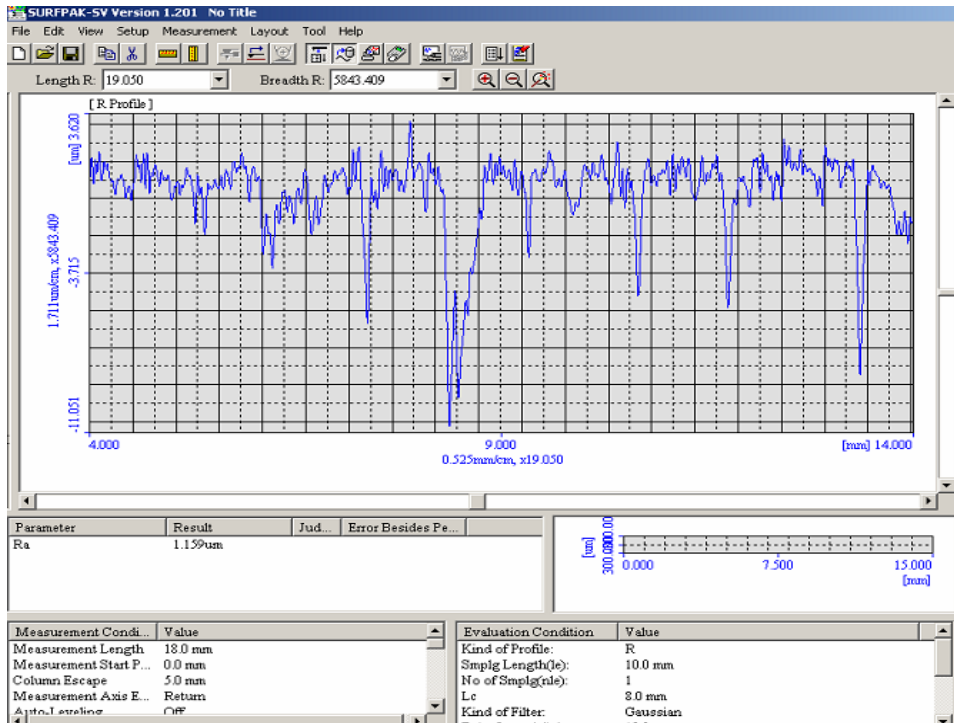 SURFPAK-SV Version 1.201 No Title
File Edit View Setup Measurement Layout Tool Help
Length R: 19.050 Breadth R: 5843.409
[ R Profile ]
[um] 3.620
-3.715
-11.051
1.711um/cm, x5843.409
4.000 9.000 [mm] 14.000
0.525mm/cm, x19.050
Parameter Result Jud... Error Besides Pe...
Ra 1.159um
[um]
0.000 7.500 15.000
[mm]
Measurement Condi... Value
Measurement Length 18.0 mm
Measurement Start P... 0.0 mm
Column Escape 5.0 mm
Measurement Axis E... Return
Auto-Leveling Off
Evaluation Condition Value
Kind of Profile: R
Smplg Length(le): 10.0 mm
No of Smplg(nle): 1
Lc 8.0 mm
Kind of Filter: Gaussian